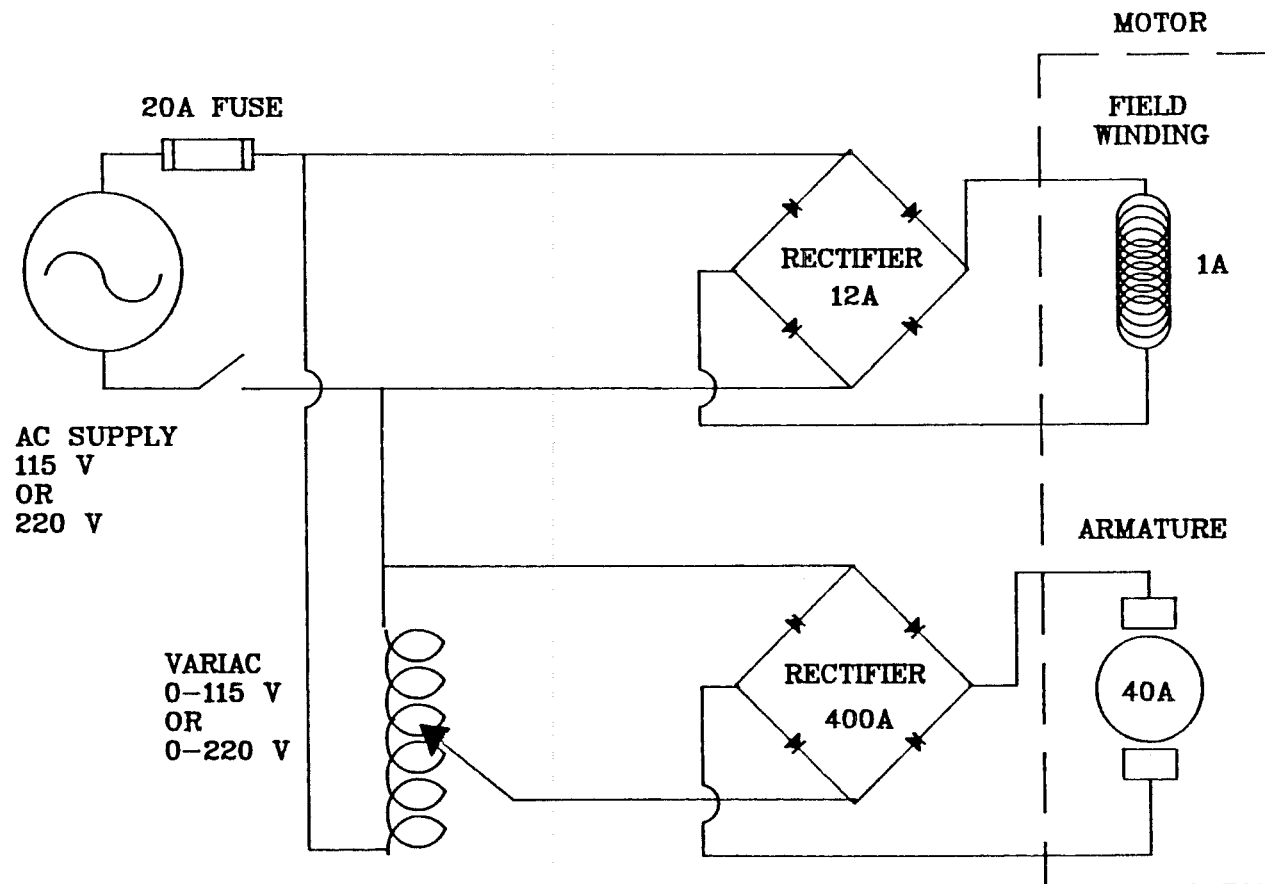 MOTOR
20A FUSE
FIELD
WINDING
RECTIFIER
12A
1A
AC SUPPLY
115 V
OR
220 V
ARMATURE
VARIAC
0-115 V
OR
0-220 V
RECTIFIER
400A
40A